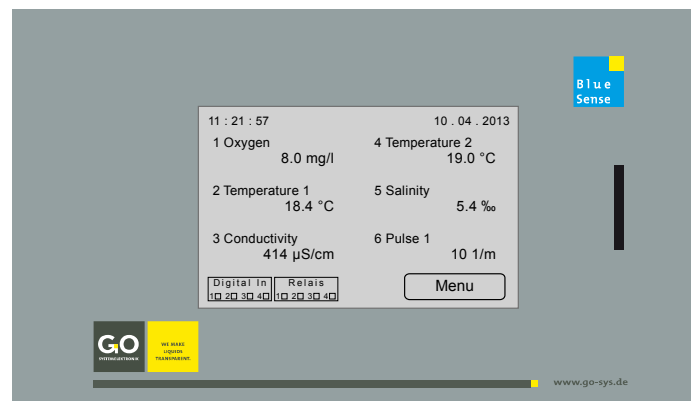 Blue
Sense
11 : 21 : 57
10 . 04 . 2013
1 Oxygen
8.0 mg/l
4 Temperature 2
19.0 °C
2 Temperature 1
18.4 °C
5 Salinity
5.4 ‰
3 Conductivity
414 µS/cm
6 Pulse 1
10 1/m
Digital In
Relais
1 2 3 4
1 2 3 4
Menu
GO
SYSTEMELEKTRONIK
WE MAKE
LIQUIDS
TRANSPARENT.
www.go-sys.de